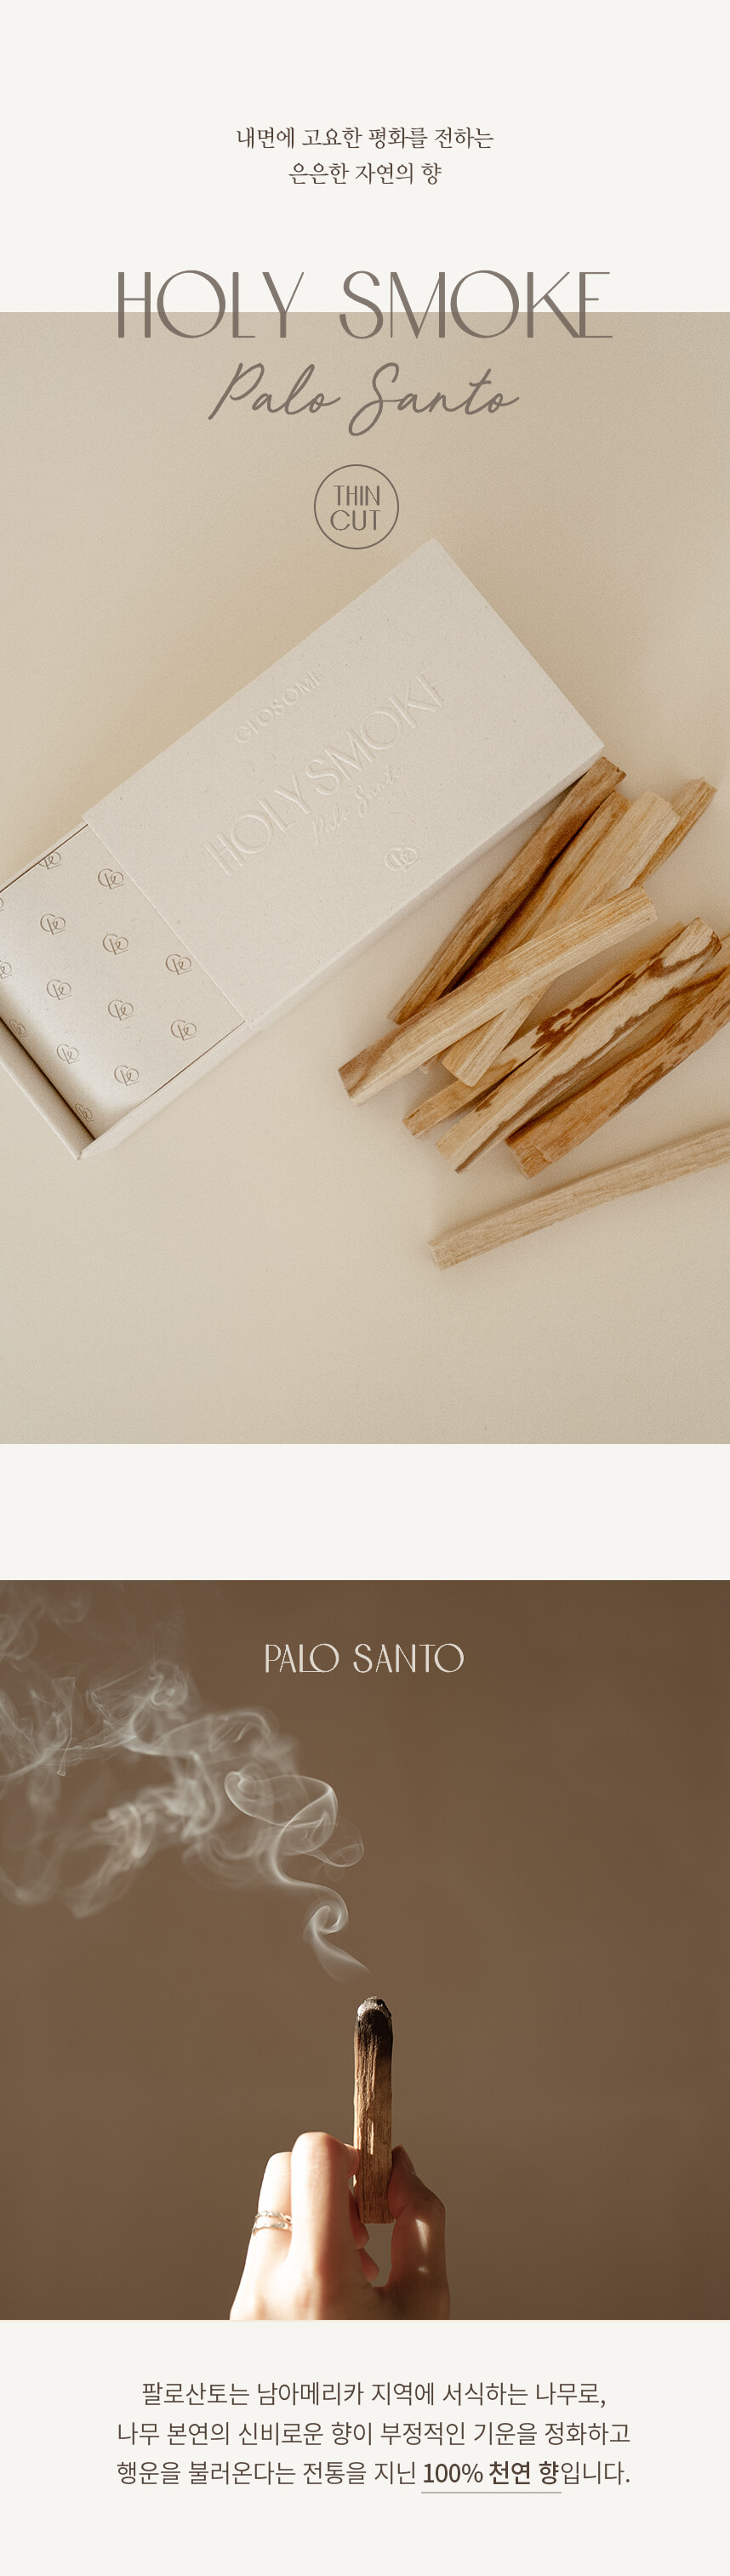 내면에 고요한 평화를 전하는
은은한 자연의 향
HOLY SMOKE
Palo Santo
THIN
CUT
CLOSOME
HOLY SMOKE
Palo Santo
PALO SANTO
팔로산토는 남아메리카 지역에 서식하는 나무로,
나무 본연의 신비로운 향이 부정적인 기운을 정화하고
행운을 불러온다는 전통을 지닌 100% 천연 향입니다.